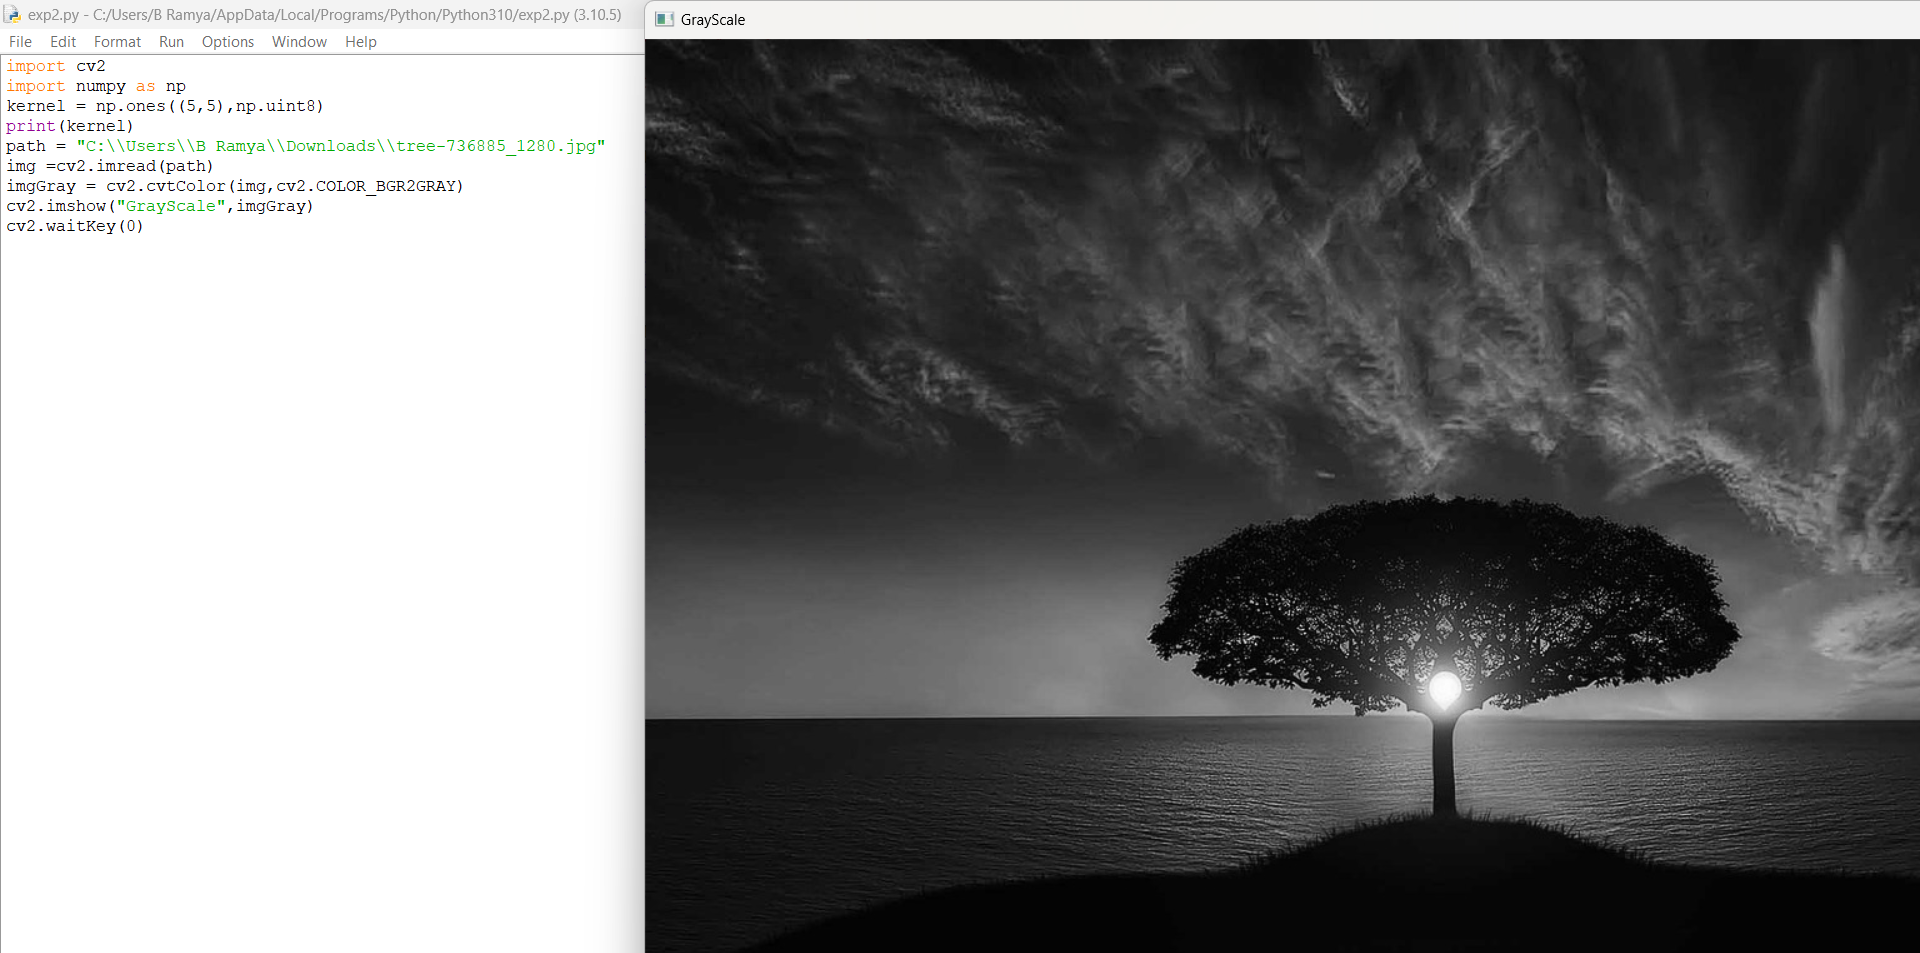 exp2.py - C:/Users/B Ramya/AppData/Local/Programs/Python/Python310/exp2.py (3.10.5)
File Edit Format Run Options Window Help
import cv2
import numpy as np
kernel = np.ones((5,5),np.uint8)
print(kernel)
path = "C:\\Users\\B Ramya\\Downloads\\tree-736885_1280.jpg"
img =cv2.imread(path)
imgGray = cv2.cvtColor(img,cv2.COLOR_BGR2GRAY)
cv2.imshow("GrayScale",imgGray)
cv2.waitKey(0)
GrayScale